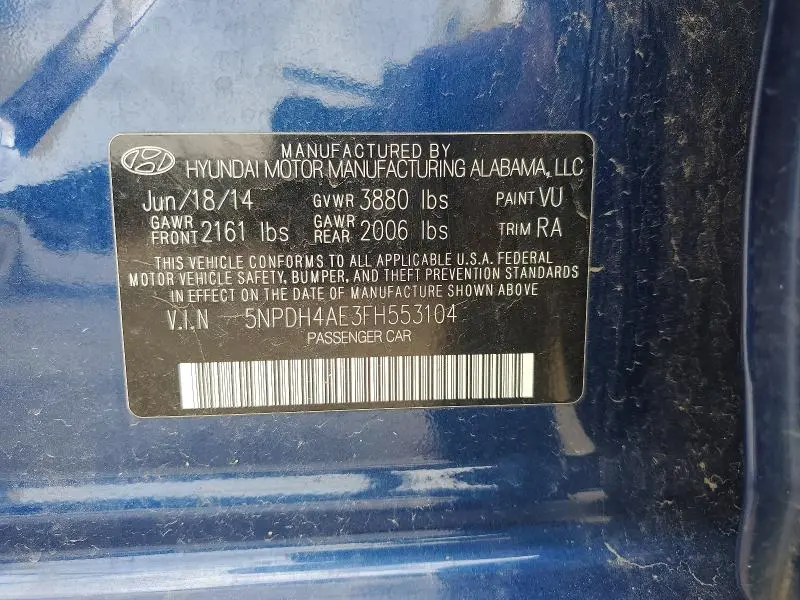 MANUFACTURED BY
HYUNDAI MOTOR MANUFACTURING ALABAMA, LLC
Jun/18/14 GVWR 3880 lbs PAINT VU
GAWR FRONT 2161 lbs GAWR REAR 2006 lbs TRIM RA
THIS VEHICLE CONFORMS TO ALL APPLICABLE U.S.A. FEDERAL
MOTOR VEHICLE SAFETY, BUMPER, AND THEFT PREVENTION STANDARDS
IN EFFECT ON THE DATE OF MANUFACTURE SHOWN ABOVE.
V.I.N 5NPDH4AE3FH553104
PASSENGER CAR